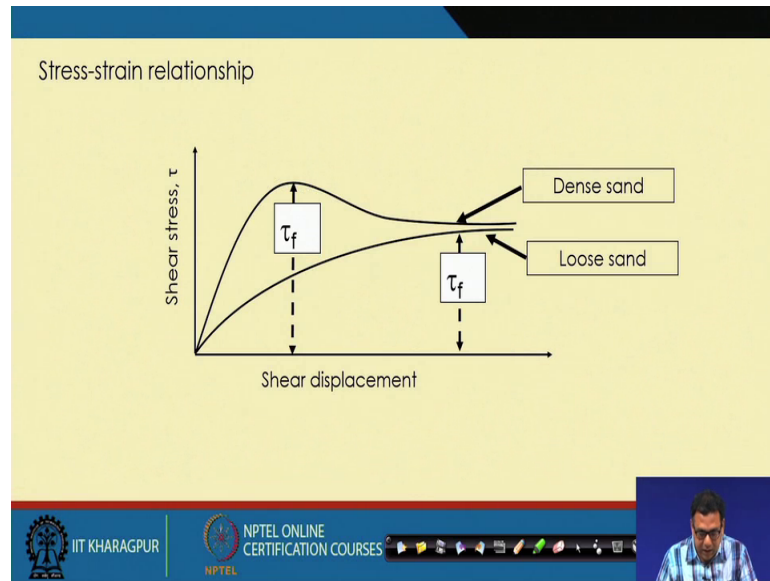 Stress-strain relationship
Shear stress, τ
τf
Dense sand
Loose sand
τf
Shear displacement
IIT KHARAGPUR
NPTEL
NPTEL ONLINE
CERTIFICATION COURSES